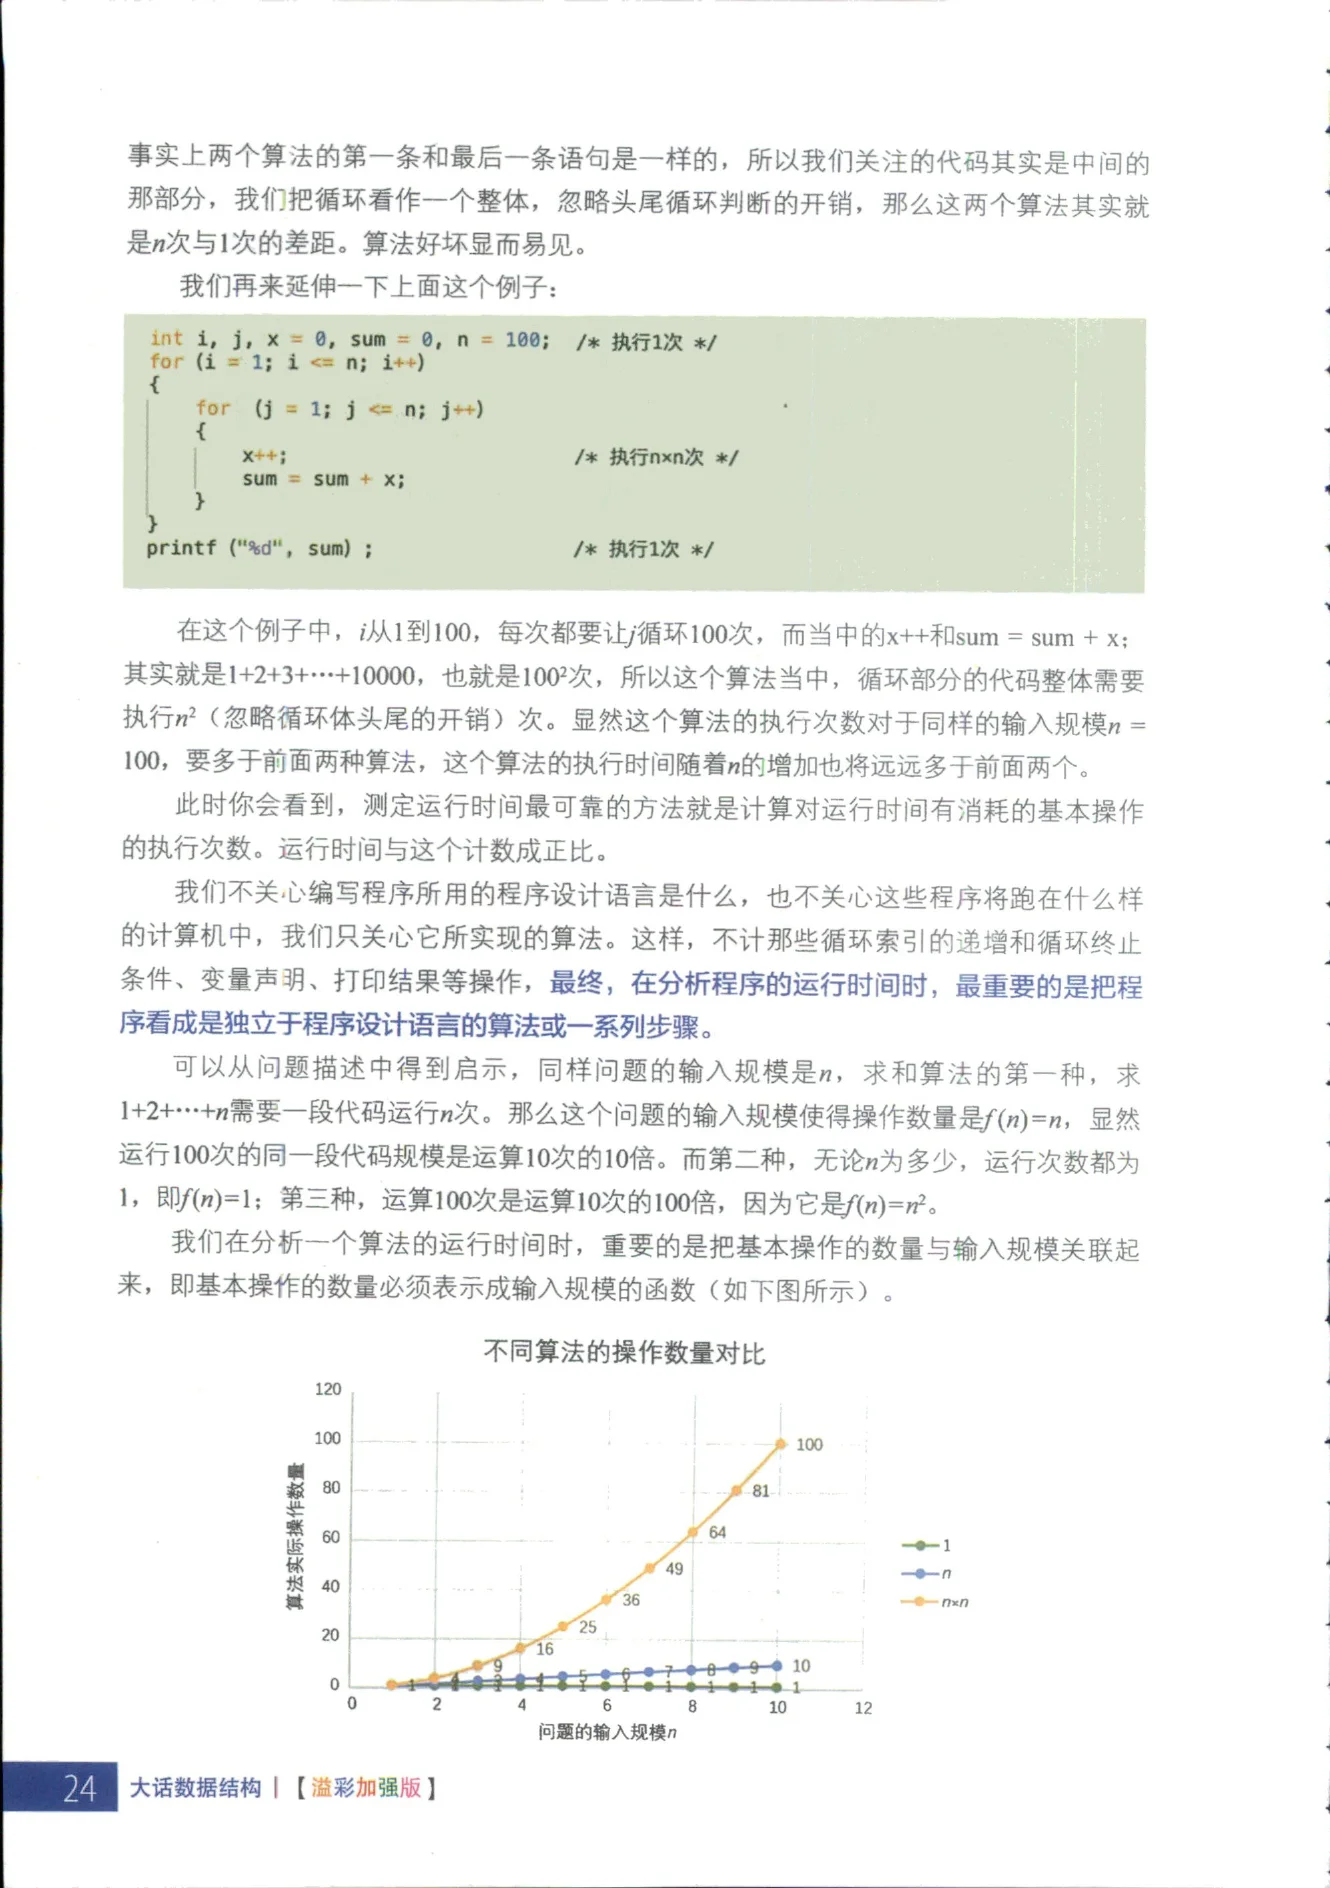 事实上两个算法的第一条和最后一条语句是一样的，所以我们关注的代码其实是中间的
那部分，我们把循环看作一个整体，忽略头尾循环判断的开销，那么这两个算法其实就
是n次与1次的差距。算法好坏显而易见。
我们再来延伸一下上面这个例子：
int i, j, x = 0, sum = 0, n = 100; /* 执行1次 */
for (i = 1; i <= n; i++)
{
for (j = 1; j <= n; j++)
{
x++; /* 执行n×n次 */
sum = sum + x;
}
}
printf ("%d", sum) ; /* 执行1次 */
在这个例子中，i从1到100，每次都要让j循环100次，而当中的x++和sum = sum + x；
其实就是1+2+3+⋯+10000，也就是100²次，所以这个算法当中，循环部分的代码整体需要
执行n²（忽略循环体头尾的开销）次。显然这个算法的执行次数对于同样的输入规模n =
100，要多于前面两种算法，这个算法的执行时间随着n的增加也将远远多于前面两个。
此时你会看到，测定运行时间最可靠的方法就是计算对运行时间有消耗的基本操作
的执行次数。运行时间与这个计数成正比。
我们不关心编写程序所用的程序设计语言是什么，也不关心这些程序将跑在什么样
的计算机中，我们只关心它所实现的算法。这样，不计那些循环索引的递增和循环终止
条件、变量声明、打印结果等操作，最终，在分析程序的运行时间时，最重要的是把程
序看成是独立于程序设计语言的算法或一系列步骤。
可以从问题描述中得到启示，同样问题的输入规模是n，求和算法的第一种，求
1+2+⋯+n需要一段代码运行n次。那么这个问题的输入规模使得操作数量是f(n)=n，显然
运行100次的同一段代码规模是运算10次的10倍。而第二种，无论n为多少，运行次数都为
1，即f(n)=1；第三种，运算100次是运算10次的100倍，因为它是f(n)=n²。
我们在分析一个算法的运行时间时，重要的是把基本操作的数量与输入规模关联起
来，即基本操作的数量必须表示成输入规模的函数（如下图所示）。
不同算法的操作数量对比
算法实际操作数量
120
100
80
60
40
20
0
100
81
64
49
36
25
16
9
4
1
3 4 5 6 7 8 9 10
1 1 1 1 1 1 1 1 1
0 2 4 6 8 10 12
问题的输入规模n
1
n
n×n
24 大话数据结构 | 【溢彩加强版】